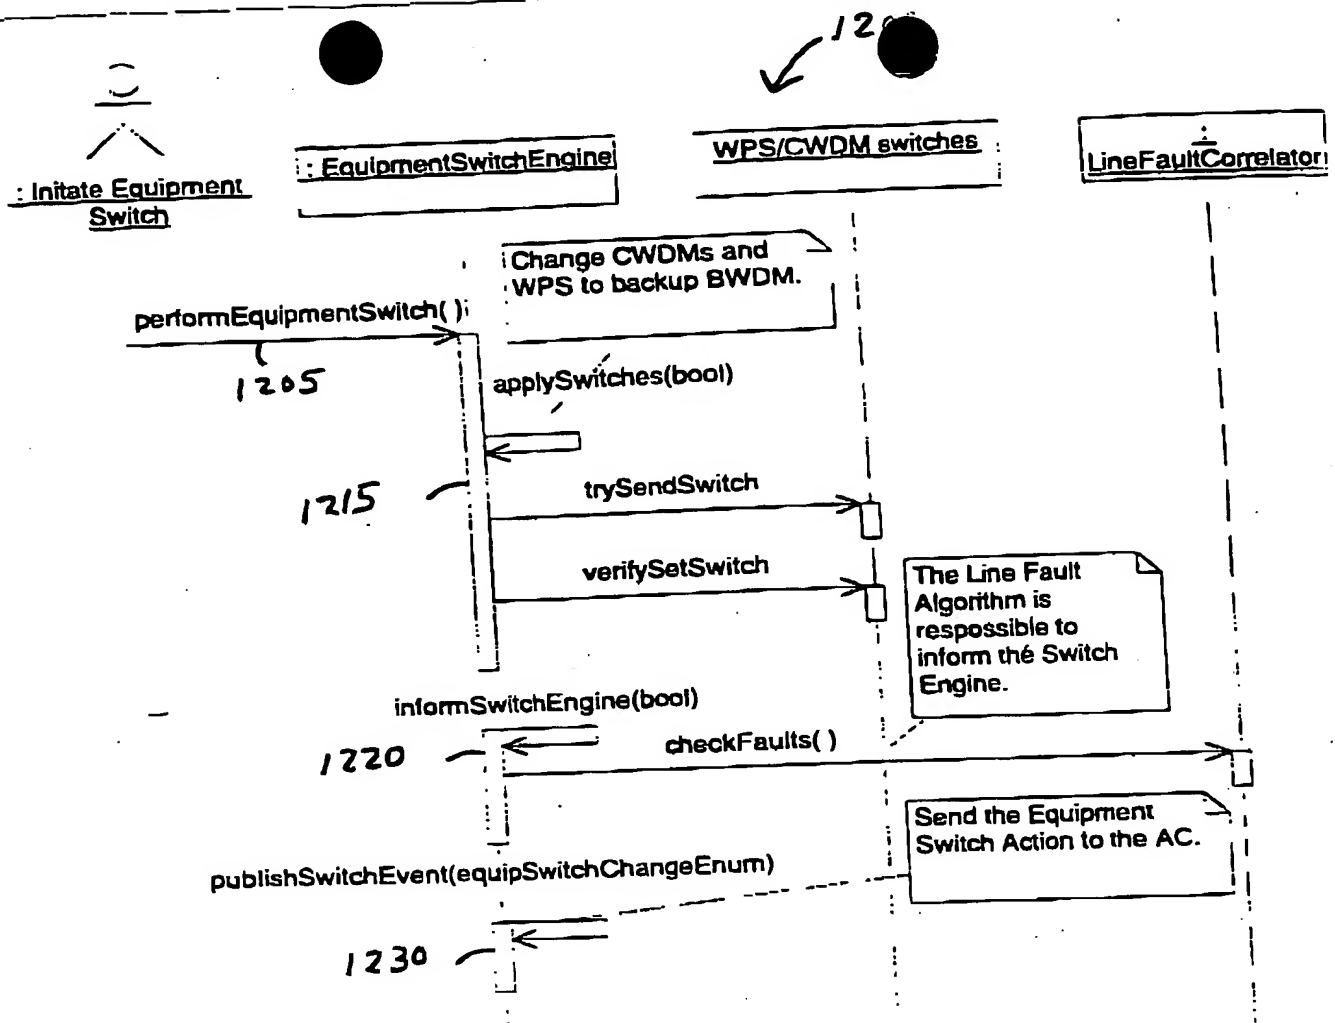 12
: Initate Equipment
Switch
: EquipmentSwitchEngine
WPS/CWDM switches
:
LineFaultCorrelator
Change CWDMs and
WPS to backup BWDM.
performEquipmentSwitch( )
1205
applySwitches(bool)
1215
trySendSwitch
verifySetSwitch
The Line Fault
Algorithm is
respossible to
inform the Switch
Engine.
informSwitchEngine(bool)
1220
checkFaults( )
Send the Equipment
Switch Action to the AC.
publishSwitchEvent(equipSwitchChangeEnum)
1230